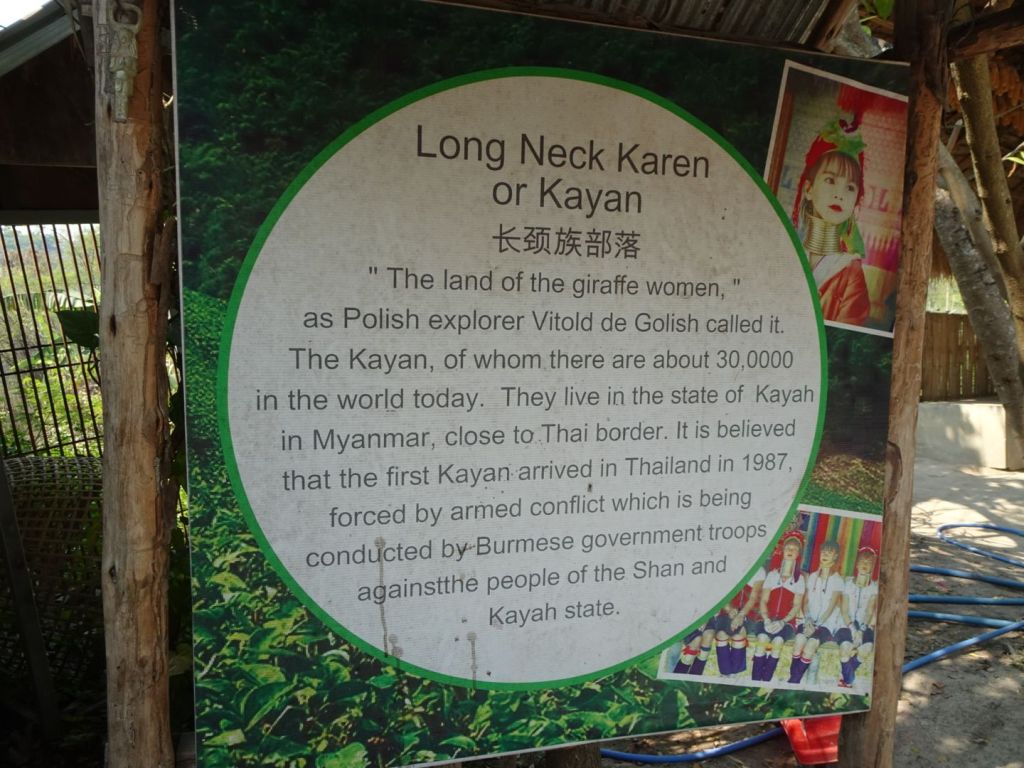 Long Neck Karen
or Kayan
长颈族部落
" The land of the giraffe women, "
as Polish explorer Vitold de Golish called it.
The Kayan, of whom there are about 30,0000
in the world today. They live in the state of Kayah
in Myanmar, close to Thai border. It is believed
that the first Kayan arrived in Thailand in 1987,
forced by armed conflict which is being
conducted by Burmese government troops
againstthe people of the Shan and
Kayah state.